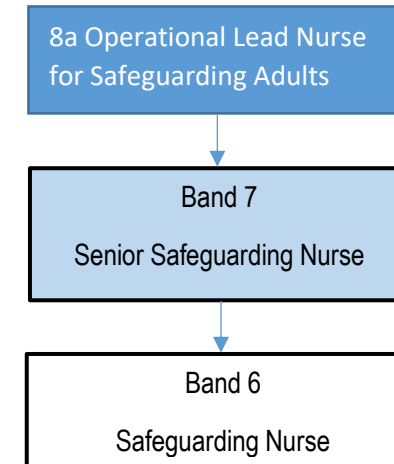 8a Operational Lead Nurse
for Safeguarding Adults
Band 7
Senior Safeguarding Nurse
Band 6
Safeguarding Nurse